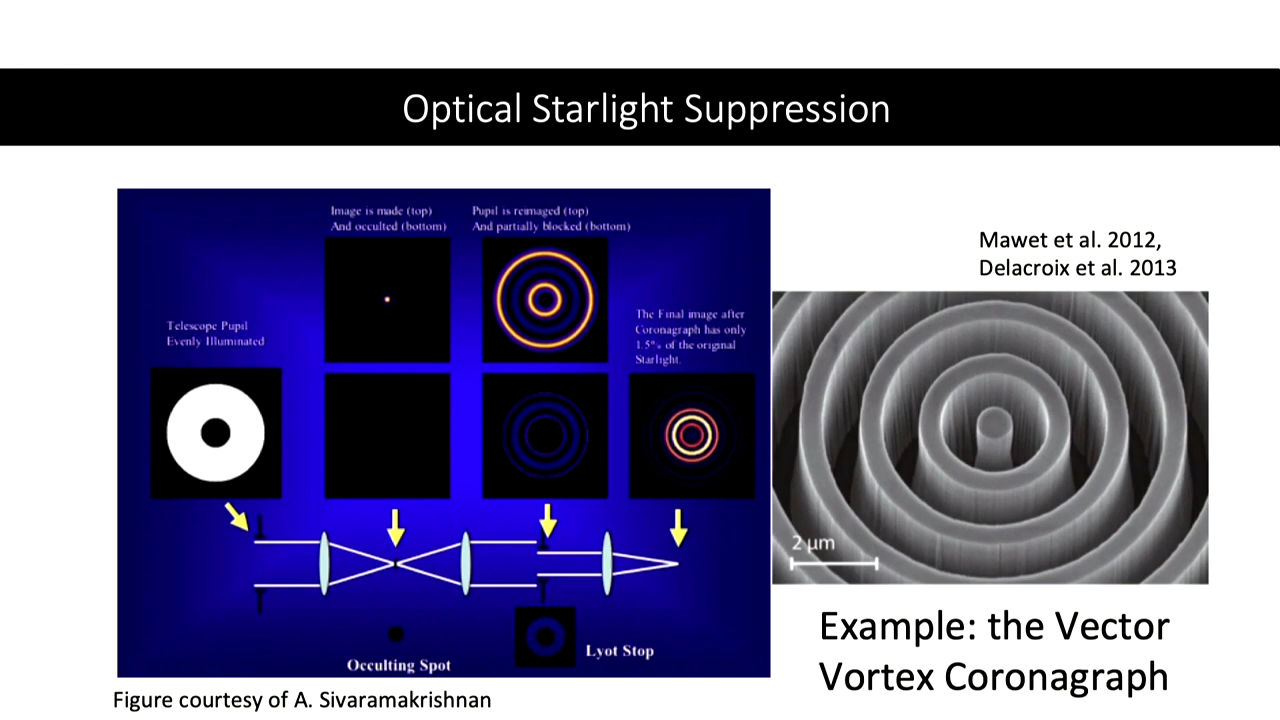 Optical Starlight Suppression
Image is made (top)
And occulted (bottom)
Pupil is reimaged (top)
And partially blocked (bottom)
Telescope Pupil
Evenly Illuminated
The Final image after
Coronagraph has only
1.5% of the original
Starlight.
Occulting Spot
Lyot Stop
Figure courtesy of A. Sivaramakrishnan
Mawet et al. 2012,
Delacroix et al. 2013
2 μm
Example: the Vector
Vortex Coronagraph